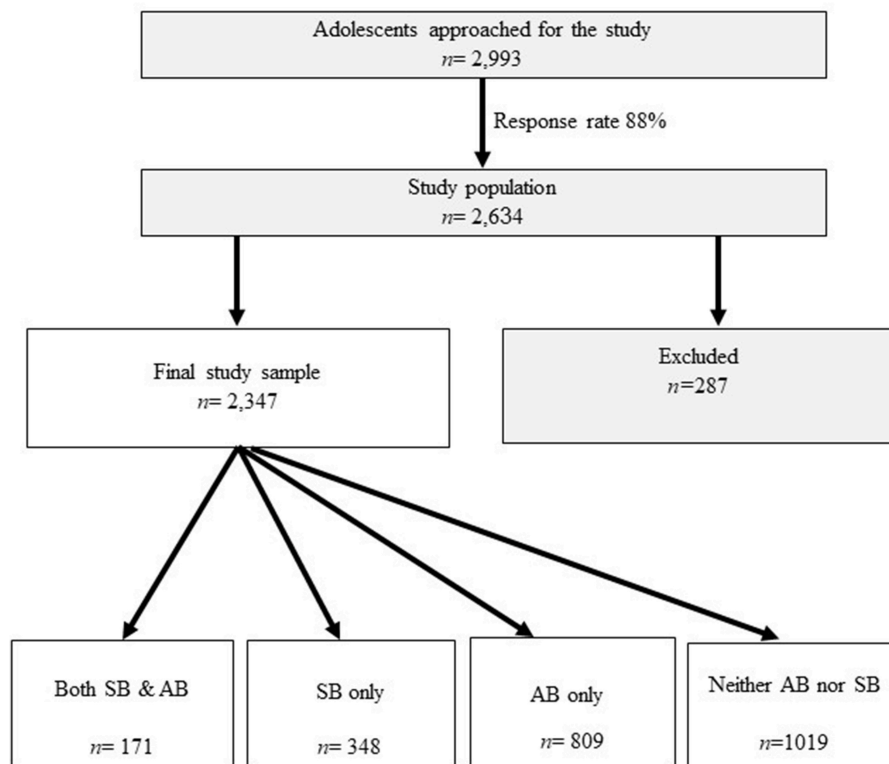 Adolescents approached for the study
n= 2,993
Response rate 88%
Study population
n= 2,634
Final study sample
n= 2,347
Excluded
n=287
Both SB & AB
n= 171
SB only
n= 348
AB only
n= 809
Neither AB nor SB
n=1019